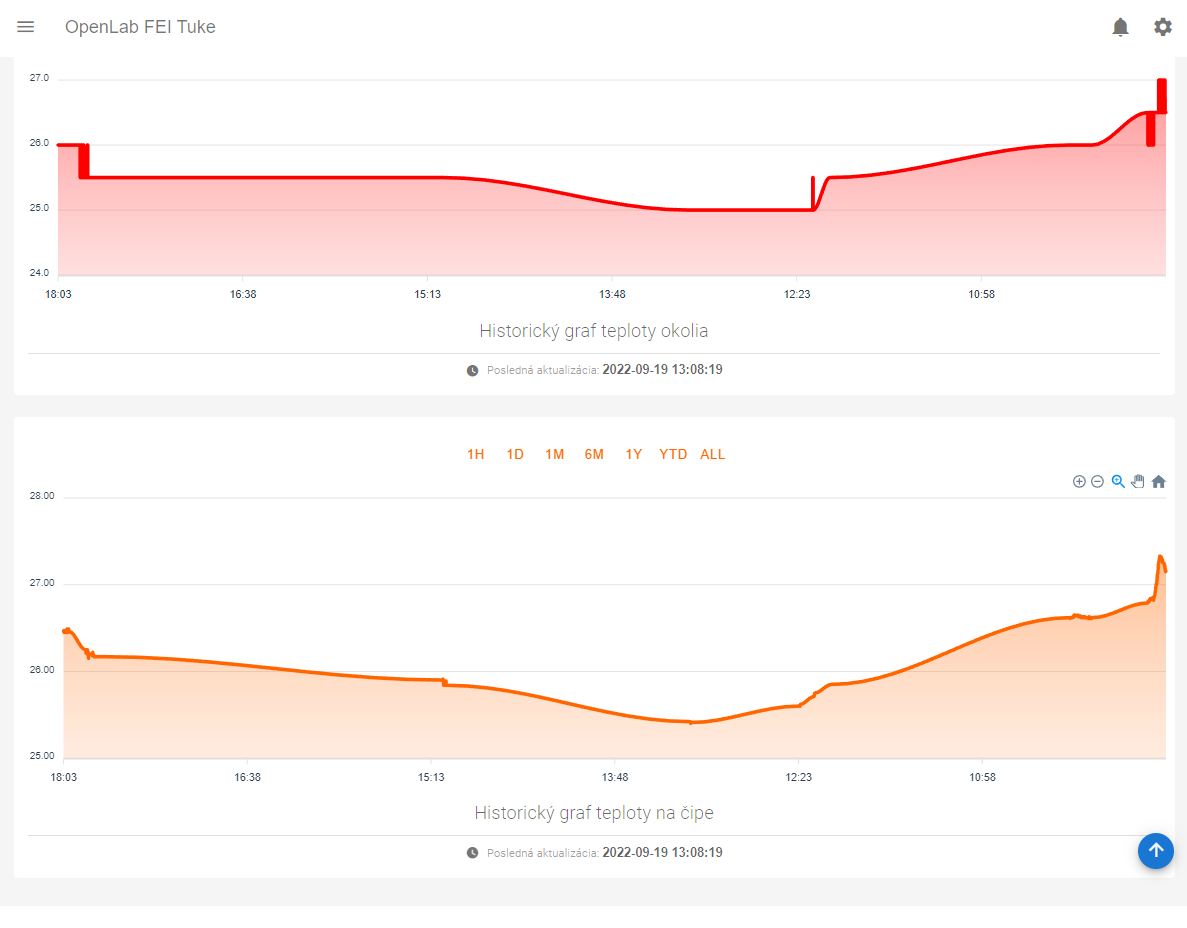 OpenLab FEI Tuke
27.0
26.0
25.0
24.0
18:03 16:38 15:13 13:48 12:23 10:58
Historický graf teploty okolia
Posledná aktualizácia: 2022-09-19 13:08:19
1H 1D 1M 6M 1Y YTD ALL
28.00
27.00
26.00
25.00
18:03 16:38 15:13 13:48 12:23 10:58
Historický graf teploty na čipe
Posledná aktualizácia: 2022-09-19 13:08:19